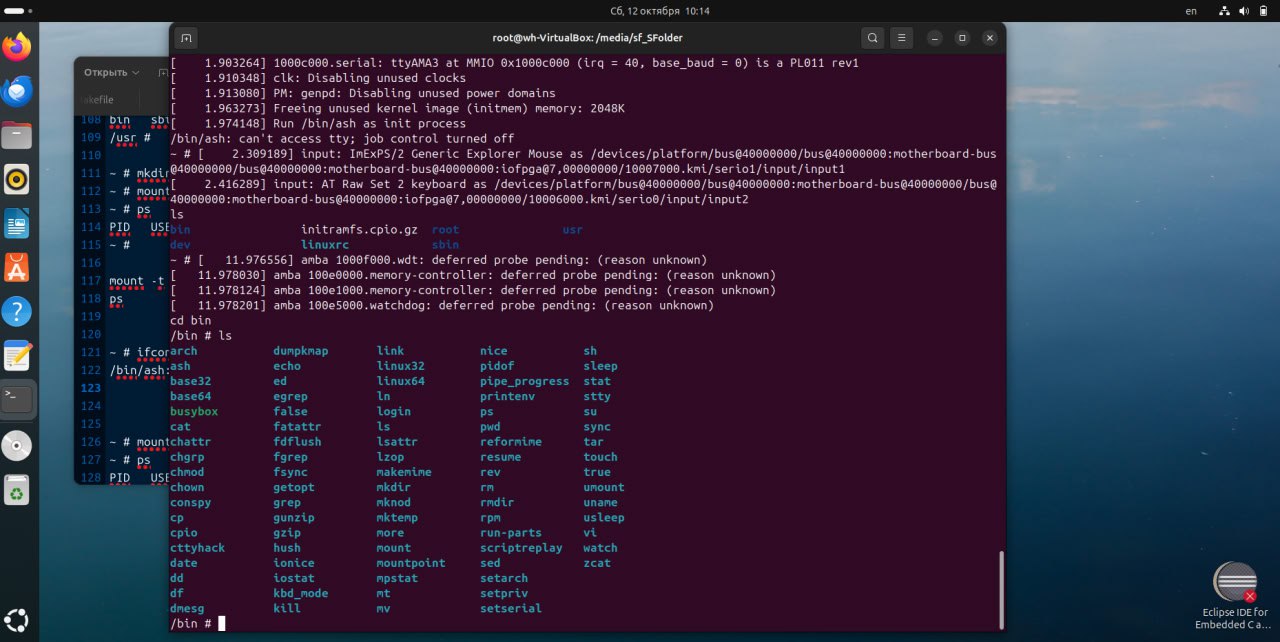 Сб, 12 октября 10:14
en
root@wh-VirtualBox: /media/sf_SFolder
Открыть
akefile
108 bin sbi
109 /usr #
110
111 ~ # mkdir
112 ~ # mount
113 ~ # ps
114 PID USE
115 ~ #
116
117 mount -t
118 ps
119
120
121 ~ # ifcon
122 /bin/ash:
123
124
125
126 ~ # mount
127 ~ # ps
128 PID USE
[ 1.903264] 1000c000.serial: ttyAMA3 at MMIO 0x1000c000 (irq = 40, base_baud = 0) is a PL011 rev1
[ 1.910348] clk: Disabling unused clocks
[ 1.913080] PM: genpd: Disabling unused power domains
[ 1.963273] Freeing unused kernel image (initmem) memory: 2048K
[ 1.974148] Run /bin/ash as init process
/bin/ash: can't access tty; job control turned off
~ # [ 2.309189] input: ImExPS/2 Generic Explorer Mouse as /devices/platform/bus@40000000/bus@40000000:motherboard-bus
@40000000/bus@40000000:motherboard-bus@40000000:iofpga@7,00000000/10007000.kmi/serio1/input/input1
[ 2.416289] input: AT Raw Set 2 keyboard as /devices/platform/bus@40000000/bus@40000000:motherboard-bus@40000000/bus@
40000000:motherboard-bus@40000000:iofpga@7,00000000/10006000.kmi/serio0/input/input2
ls
bin initramfs.cpio.gz root usr
dev linuxrc sbin
~ # [ 11.976556] amba 1000f000.wdt: deferred probe pending: (reason unknown)
[ 11.978030] amba 100e0000.memory-controller: deferred probe pending: (reason unknown)
[ 11.978124] amba 100e1000.memory-controller: deferred probe pending: (reason unknown)
[ 11.978201] amba 100e5000.watchdog: deferred probe pending: (reason unknown)
cd bin
/bin # ls
arch dumpkmap link nice sh
ash echo linux32 pidof sleep
base32 ed linux64 pipe_progress stat
base64 egrep ln printenv stty
busybox false login ps su
cat fatattr ls pwd sync
chattr fdflush lsattr reformime tar
chgrp fgrep lzop resume touch
chmod fsync makemime rev true
chown getopt mkdir rm umount
conspy grep mknod rmdir uname
cp gunzip mktemp rpm usleep
cpio gzip more run-parts vi
cttyhack hush mount scriptreplay watch
date ionice mountpoint sed zcat
dd iostat mpstat setarch
df kbd_mode mt setpriv
dmesg kill mv setserial
/bin #
Eclipse IDE for
Embedded C a...